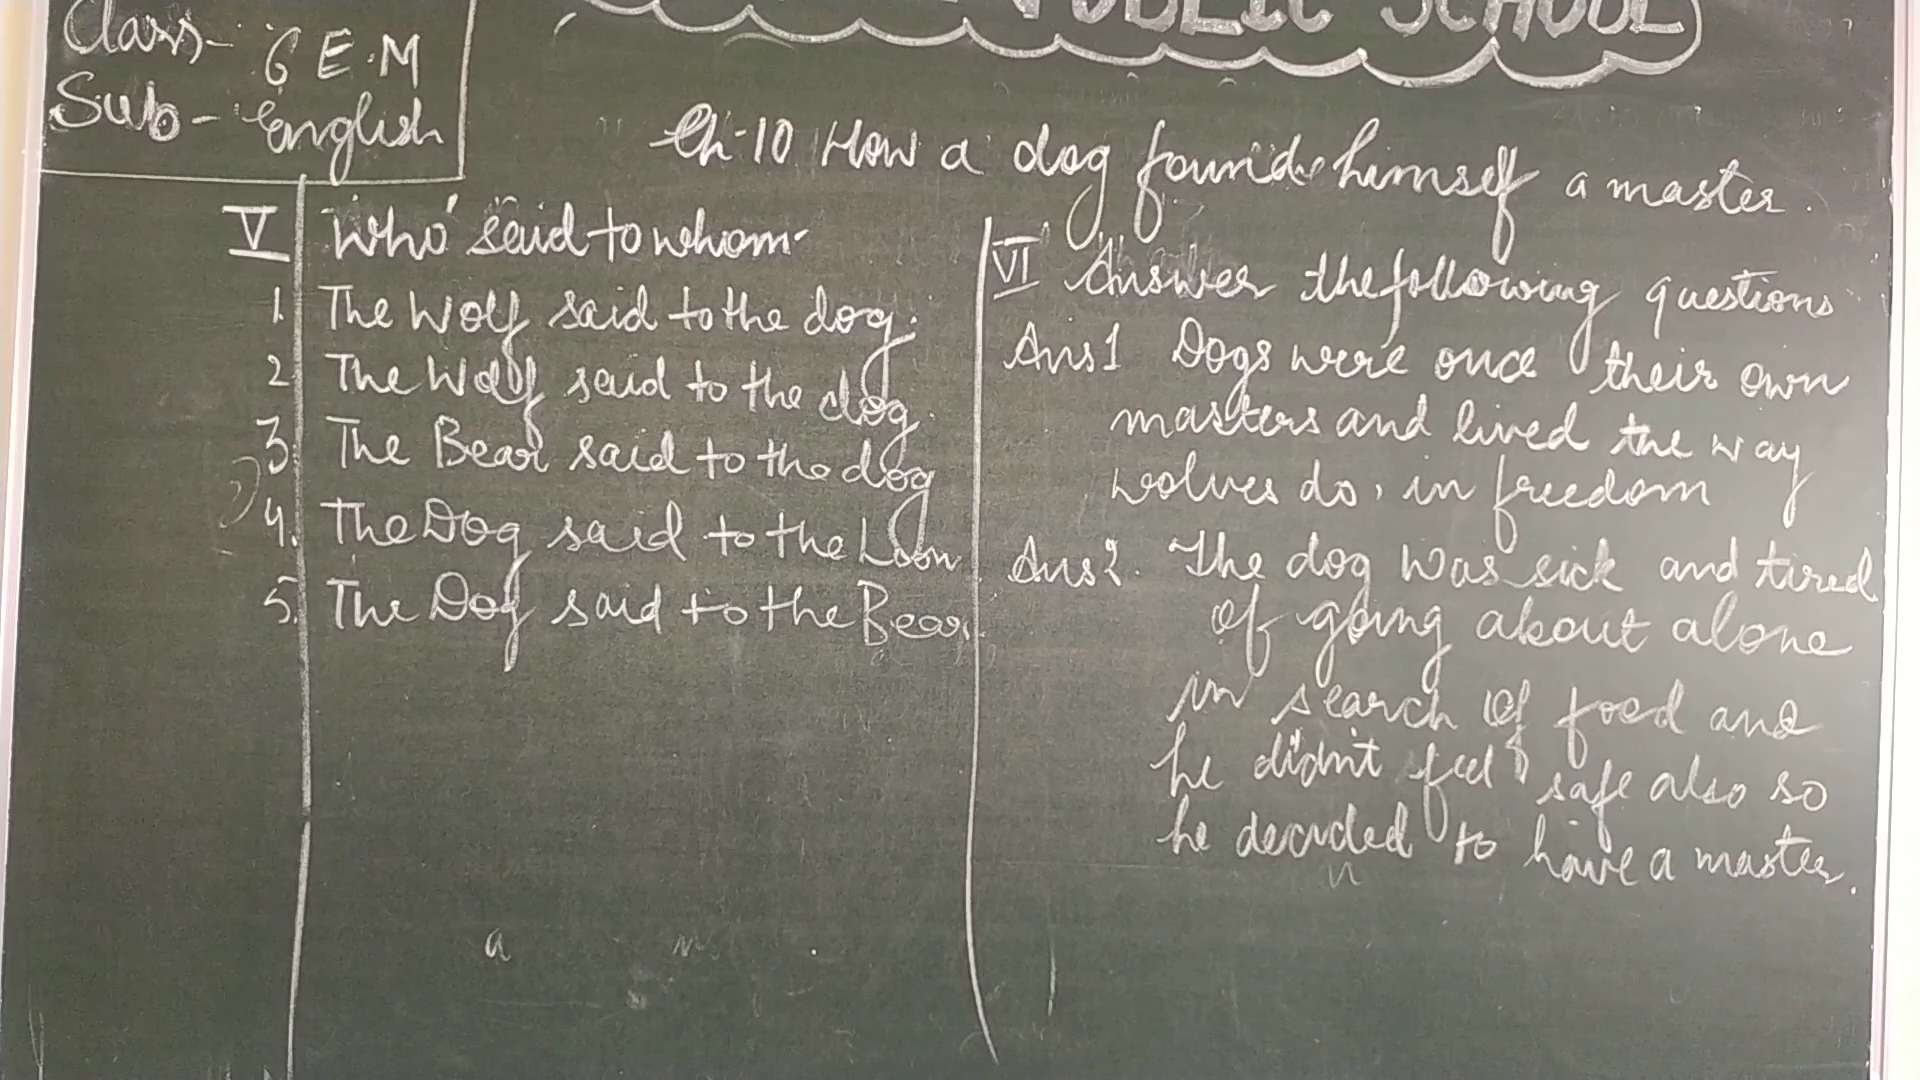 PUBLIC SCHOOL
Class- 6 E.M
Sub- English
Ch-10 How a dog found himself a master.
V Who said to whom-
1. The Wolf said to the dog.
2. The Wolf said to the dog.
3. The Bear said to the dog
4. The Dog said to the Loon
5. The Dog said to the Bear.
VI Answer the following questions
Ans1 Dogs were once their own
masters and lived the way
wolves do, in freedom
Ans2. The dog was sick and tired
of going about alone
in search of food and
he didn't feel safe also so
he decided to have a master.